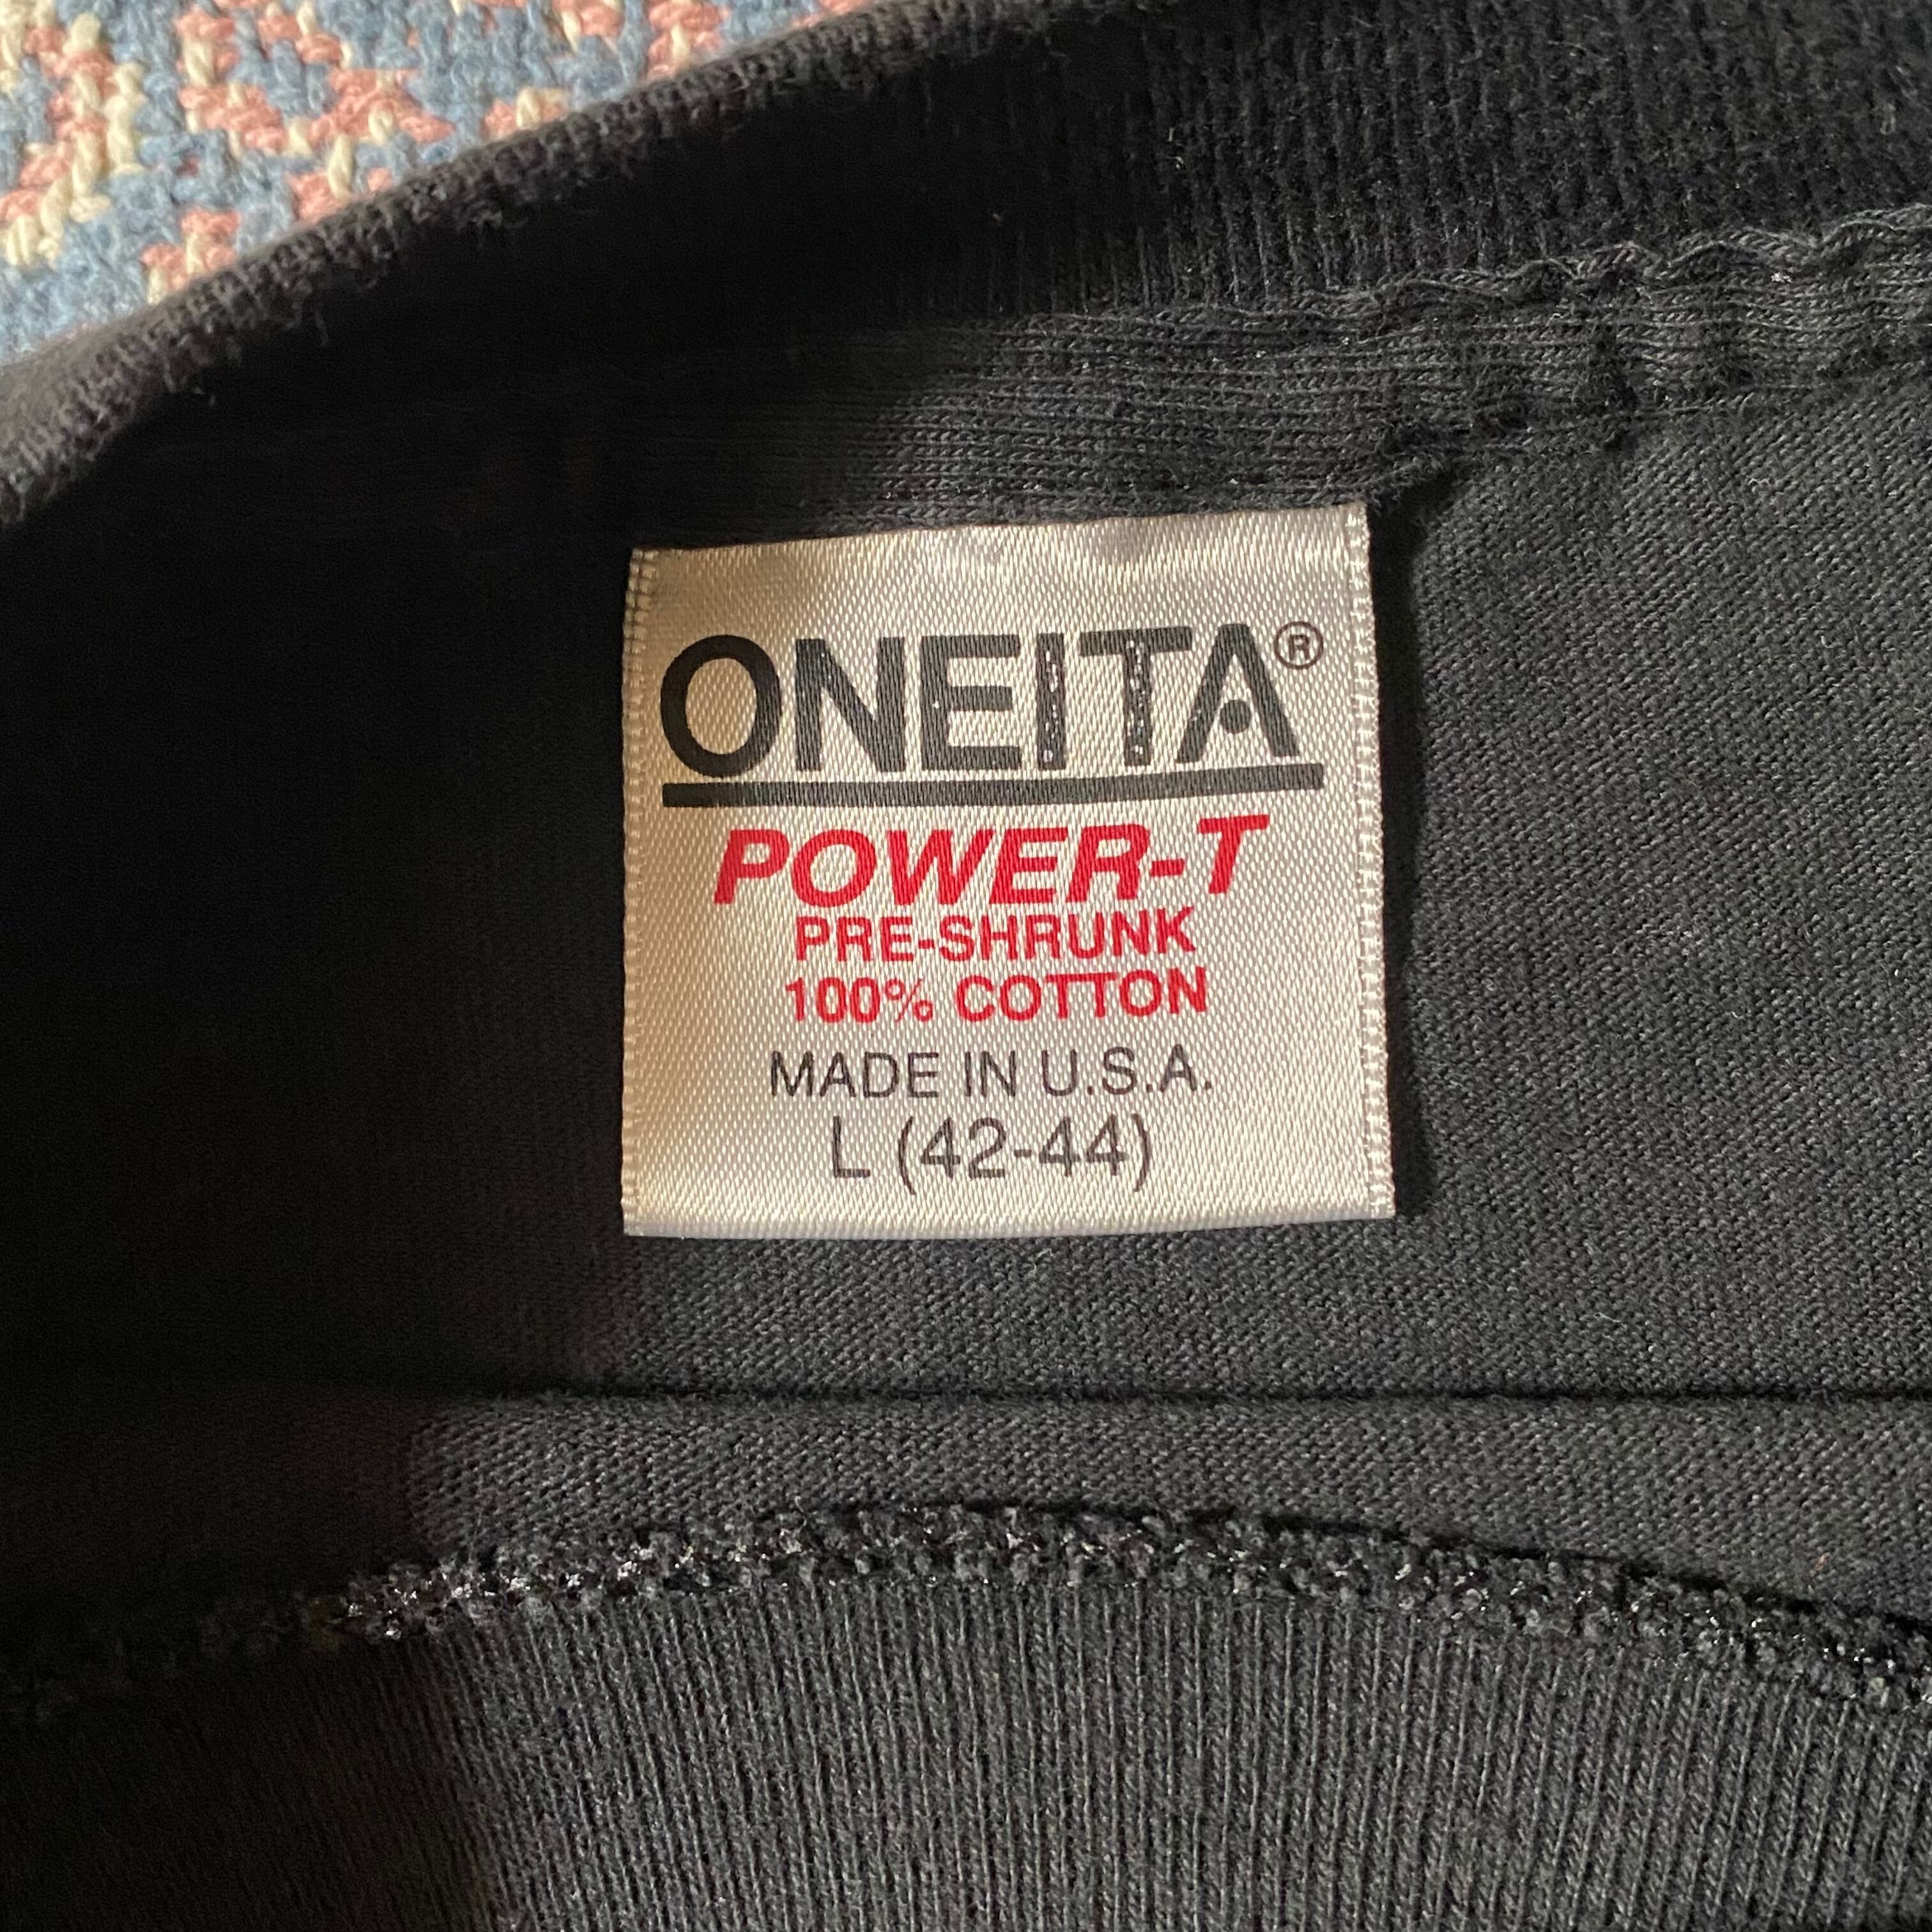 ONEITA®
POWER-T
PRE-SHRUNK
100% COTTON
MADE IN U.S.A.
L (42-44)